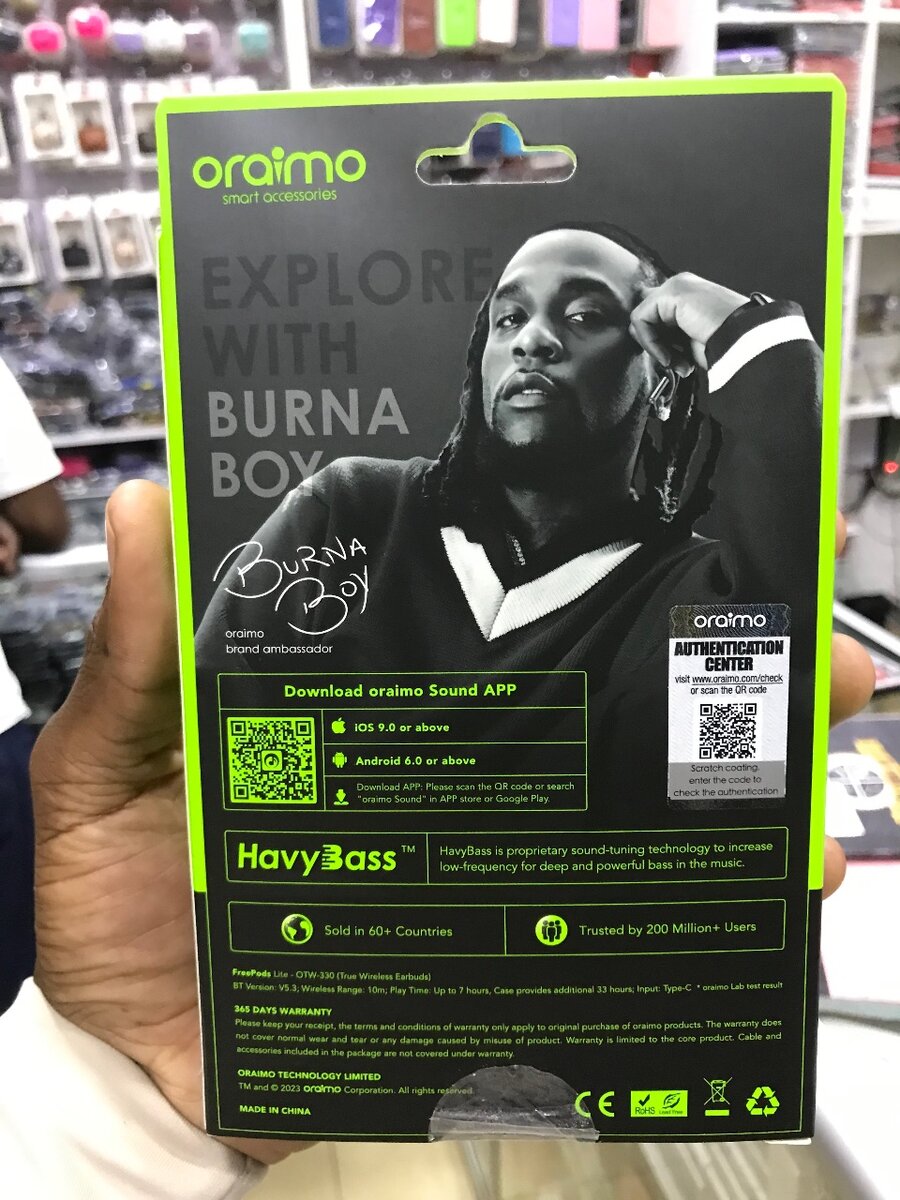 oraimo
smart accessories
EXPLORE
WITH
BURNA
BOY
BURNA
BOY
oraimo
brand ambassador
oraimo
AUTHENTICATION
CENTER
visit www.oraimo.com/check
or scan the QR code
Scratch coating.
enter the code to
check the authentication
Download oraimo Sound APP
iOS 9.0 or above
Android 6.0 or above
Download APP: Please scan the QR code or search
"oraimo Sound" in APP store or Google Play.
HavyBass™
HavyBass is proprietary sound-tuning technology to increase
low-frequency for deep and powerful bass in the music.
Sold in 60+ Countries
Trusted by 200 Million+ Users
FreePods Lite - OTW-330 (True Wireless Earbuds)
BT Version: V5.3; Wireless Range: 10m; Play Time: Up to 7 hours, Case provides additional 33 hours; Input: Type-C * oraimo Lab test result
365 DAYS WARRANTY
Please keep your receipt, the terms and conditions of warranty only apply to original purchase of oraimo products. The warranty does
not cover normal wear and tear or any damage caused by misuse of product. Warranty is limited to the core product. Cable and
accessories included in the package are not covered under warranty.
ORAIMO TECHNOLOGY LIMITED
TM and © 2023 oraimo Corporation. All rights reserved.
MADE IN CHINA
CE
RoHS
Lead Free